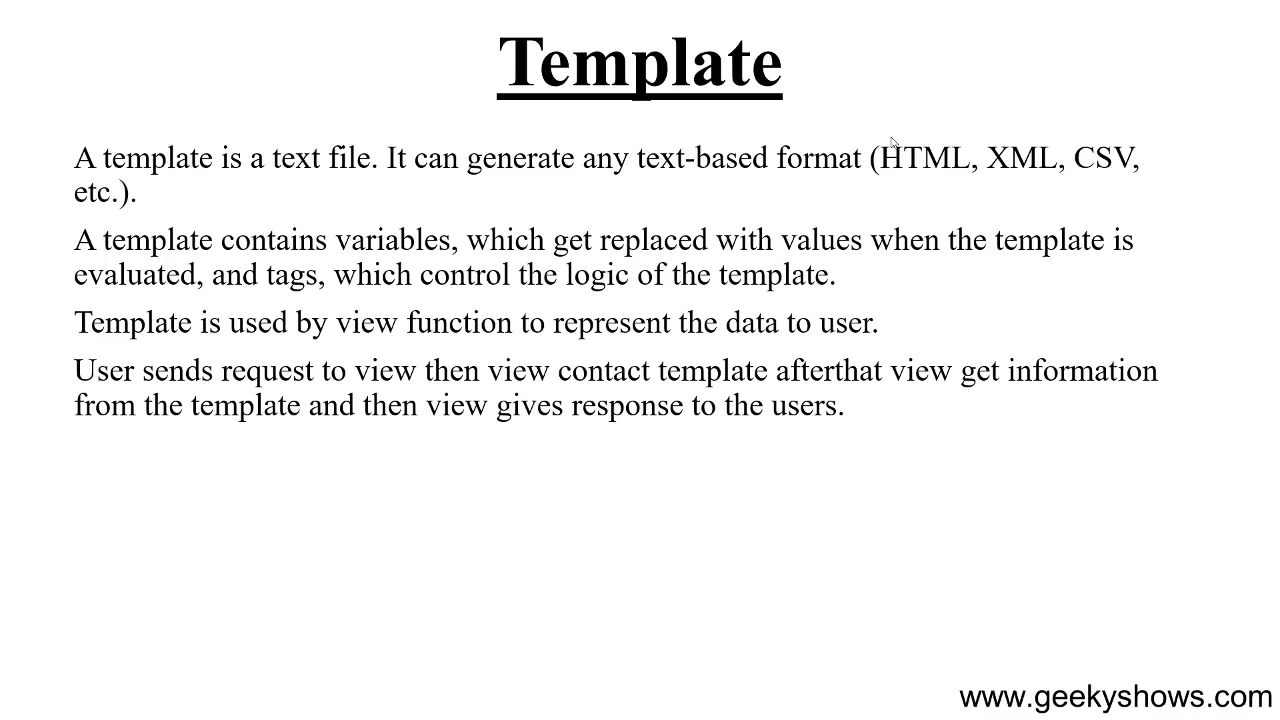 Template
A template is a text file. It can generate any text-based format (HTML, XML, CSV,
etc.).
A template contains variables, which get replaced with values when the template is
evaluated, and tags, which control the logic of the template.
Template is used by view function to represent the data to user.
User sends request to view then view contact template afterthat view get information
from the template and then view gives response to the users.
www.geekyshows.com